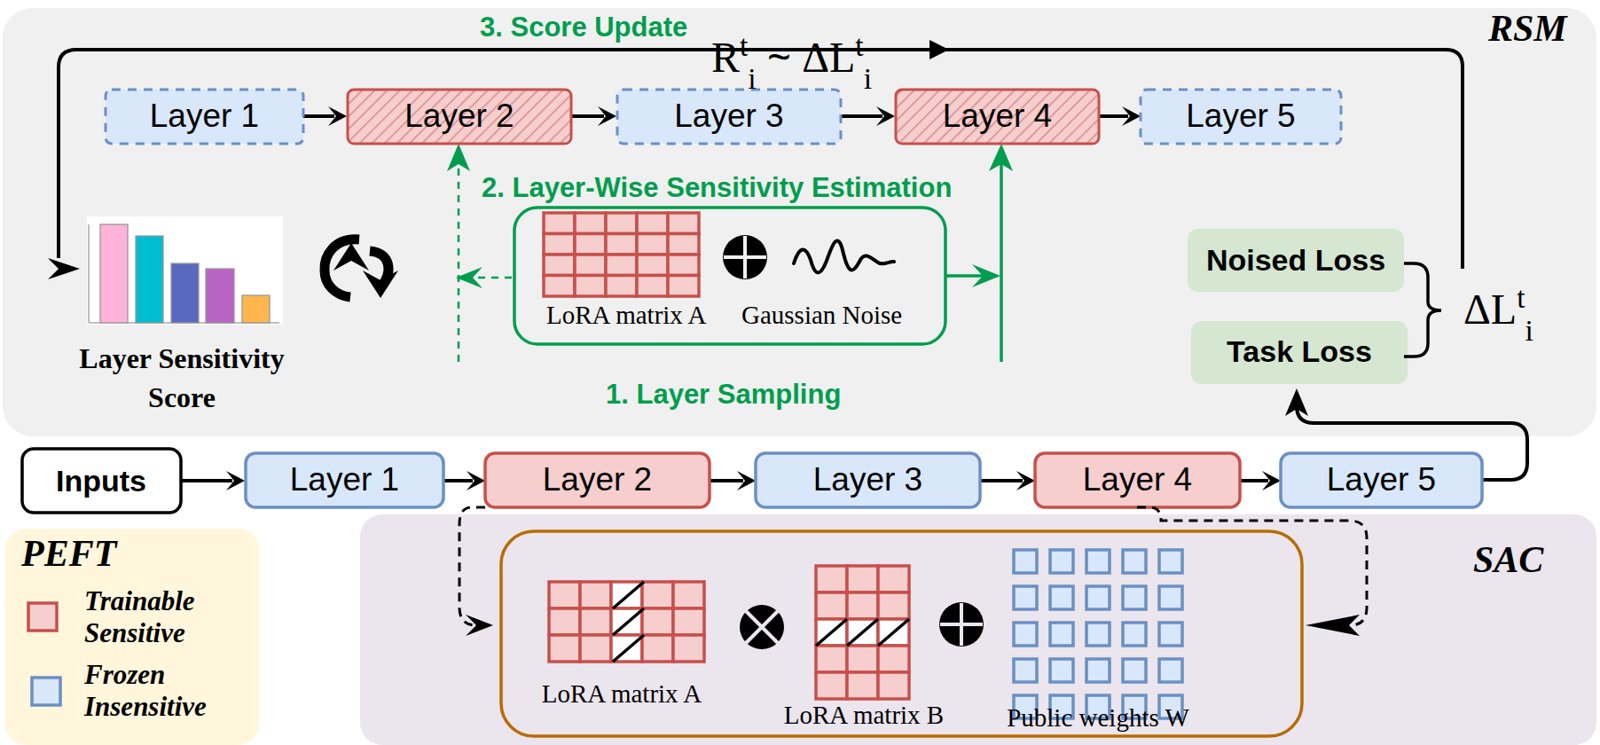 3. Score Update
RSM
R^t_i ~ ΔL^t_i
Layer 1
Layer 2
Layer 3
Layer 4
Layer 5
2. Layer-Wise Sensitivity Estimation
LoRA matrix A
Gaussian Noise
Noised Loss
Task Loss
ΔL^t_i
Layer Sensitivity
Score
1. Layer Sampling
Inputs
Layer 1
Layer 2
Layer 3
Layer 4
Layer 5
PEFT
Trainable
Sensitive
Frozen
Insensitive
SAC
LoRA matrix A
LoRA matrix B
Public weights W